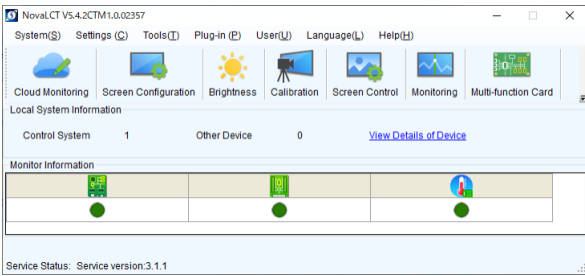 NovaLCT V5.4.2CTM1.0.02357
System(S) Settings (C) Tools(T) Plug-in (P) User(U) Language(L) Help(H)
Cloud Monitoring Screen Configuration Brightness Calibration Screen Control Monitoring Multi-function Card
Local System Information
Control System 1 Other Device 0 View Details of Device
Monitor Information
Service Status: Service version:3.1.1